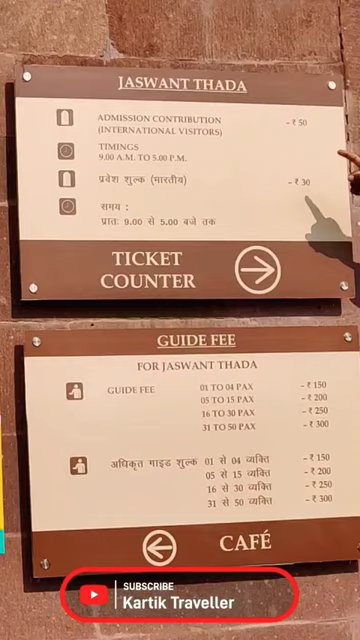 JASWANT THADA
ADMISSION CONTRIBUTION - ₹ 50
(INTERNATIONAL VISITORS)
TIMINGS
9.00 A.M. TO 5.00 P.M.
प्रवेश शुल्क (भारतीय) - ₹ 30
समय :
प्रातः 9.00 से 5.00 बजे तक
TICKET
COUNTER
GUIDE FEE
FOR JASWANT THADA
GUIDE FEE 01 TO 04 PAX - ₹ 150
05 TO 15 PAX - ₹ 200
16 TO 30 PAX - ₹ 250
31 TO 50 PAX - ₹ 300
अधिकृत गाइड शुल्क 01 से 04 व्यक्ति - ₹ 150
05 से 15 व्यक्ति - ₹ 200
16 से 30 व्यक्ति - ₹ 250
31 से 50 व्यक्ति - ₹ 300
CAFÉ
SUBSCRIBE
Kartik Traveller